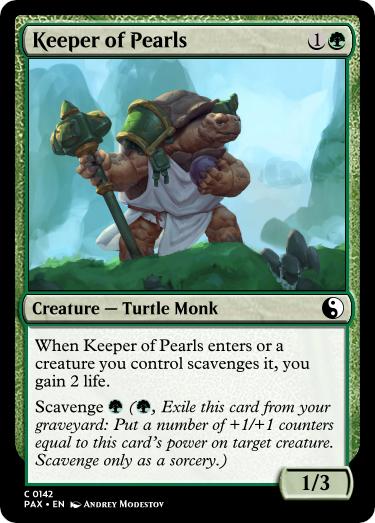 Keeper of Pearls 1
Creature — Turtle Monk
When Keeper of Pearls enters or a
creature you control scavenges it, you
gain 2 life.
Scavenge (, Exile this card from your
graveyard: Put a number of +1/+1 counters
equal to this card's power on target creature.
Scavenge only as a sorcery.)
1/3
C 0142
PAX • EN Andrey Modestov